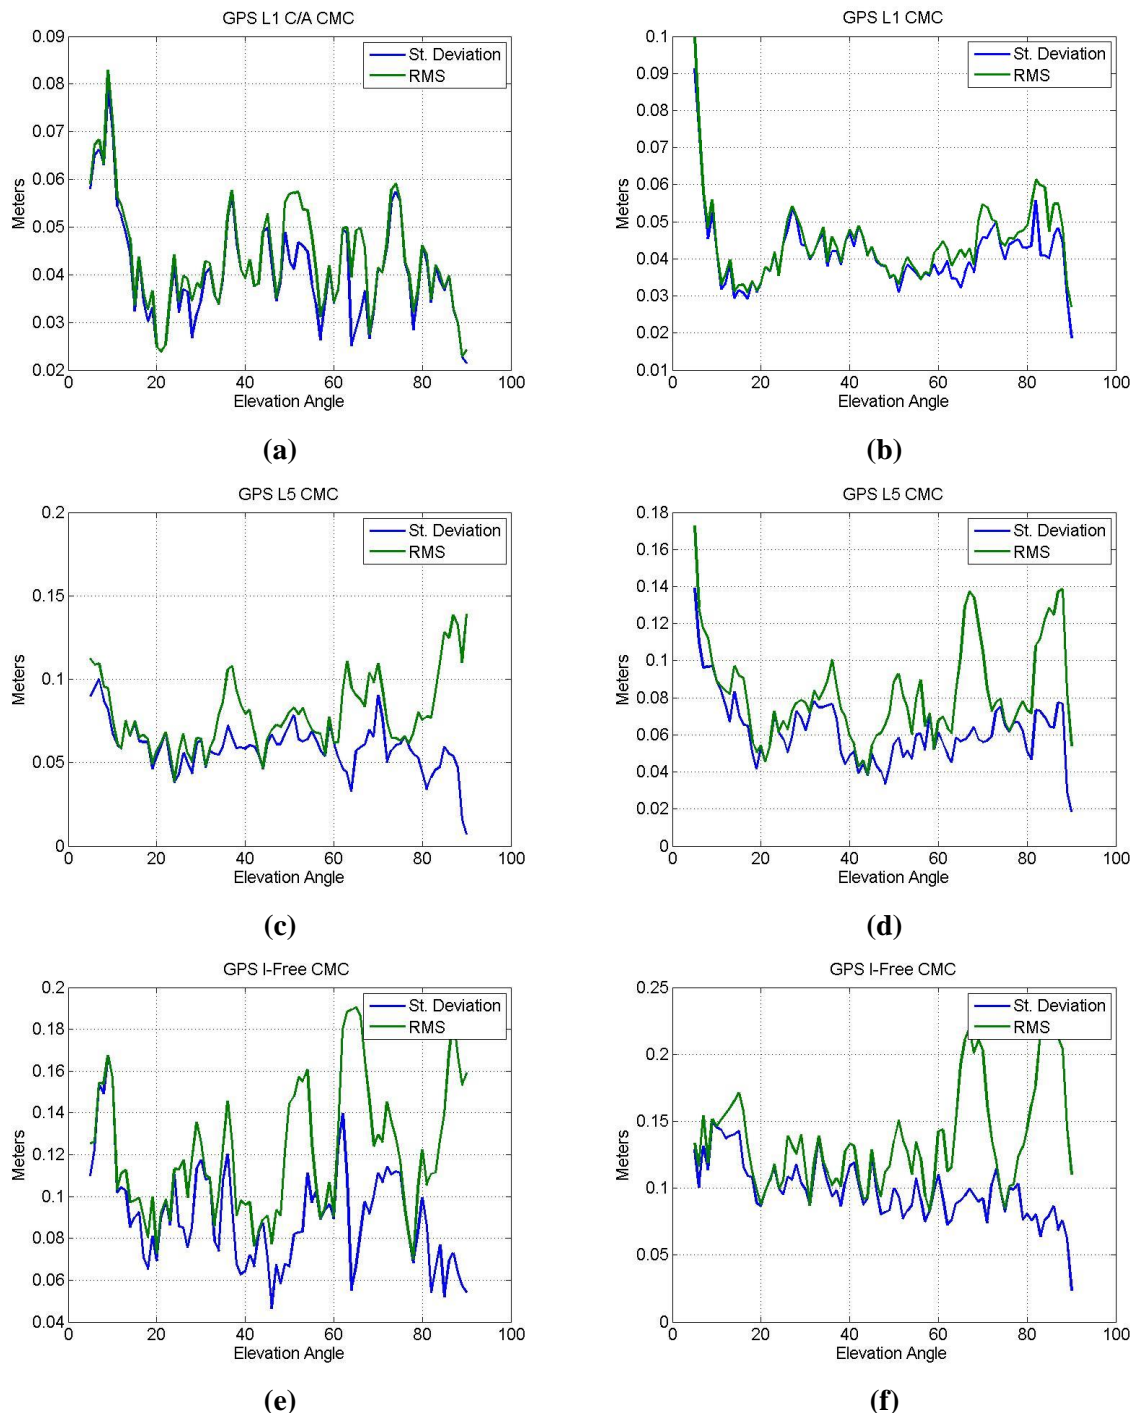 GPS L1 C/A CMC
0.09
0.08
0.07
0.06
0.05
0.04
0.03
0.02
Meters
St. Deviation
RMS
0 20 40 60 80 100
Elevation Angle
(a)
GPS L1 CMC
0.1
0.09
0.08
0.07
0.06
0.05
0.04
0.03
0.02
0.01
Meters
St. Deviation
RMS
0 20 40 60 80 100
Elevation Angle
(b)
GPS L5 CMC
0.2
0.15
0.1
0.05
0
Meters
St. Deviation
RMS
0 20 40 60 80 100
Elevation Angle
(c)
GPS L5 CMC
0.18
0.16
0.14
0.12
0.1
0.08
0.06
0.04
0.02
0
Meters
St. Deviation
RMS
0 20 40 60 80 100
Elevation Angle
(d)
GPS I-Free CMC
0.2
0.18
0.16
0.14
0.12
0.1
0.08
0.06
0.04
Meters
St. Deviation
RMS
0 20 40 60 80 100
Elevation Angle
(e)
GPS I-Free CMC
0.25
0.2
0.15
0.1
0.05
0
Meters
St. Deviation
RMS
0 20 40 60 80 100
Elevation Angle
(f)